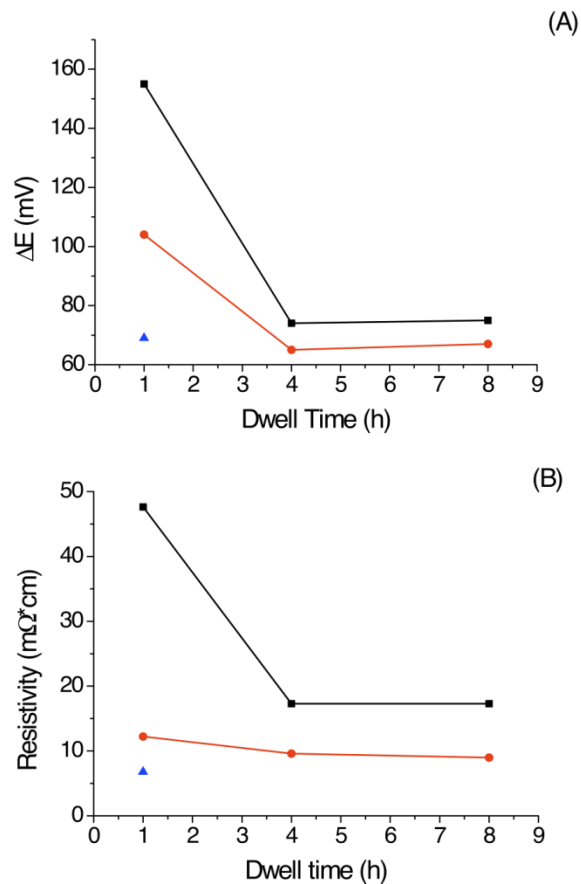 (A)
160
140
120
100
80
60
ΔE (mV)
0 1 2 3 4 5 6 7 8 9
Dwell Time (h)
(B)
50
40
30
20
10
0
Resistivity (mΩ*cm)
0 1 2 3 4 5 6 7 8 9
Dwell time (h)